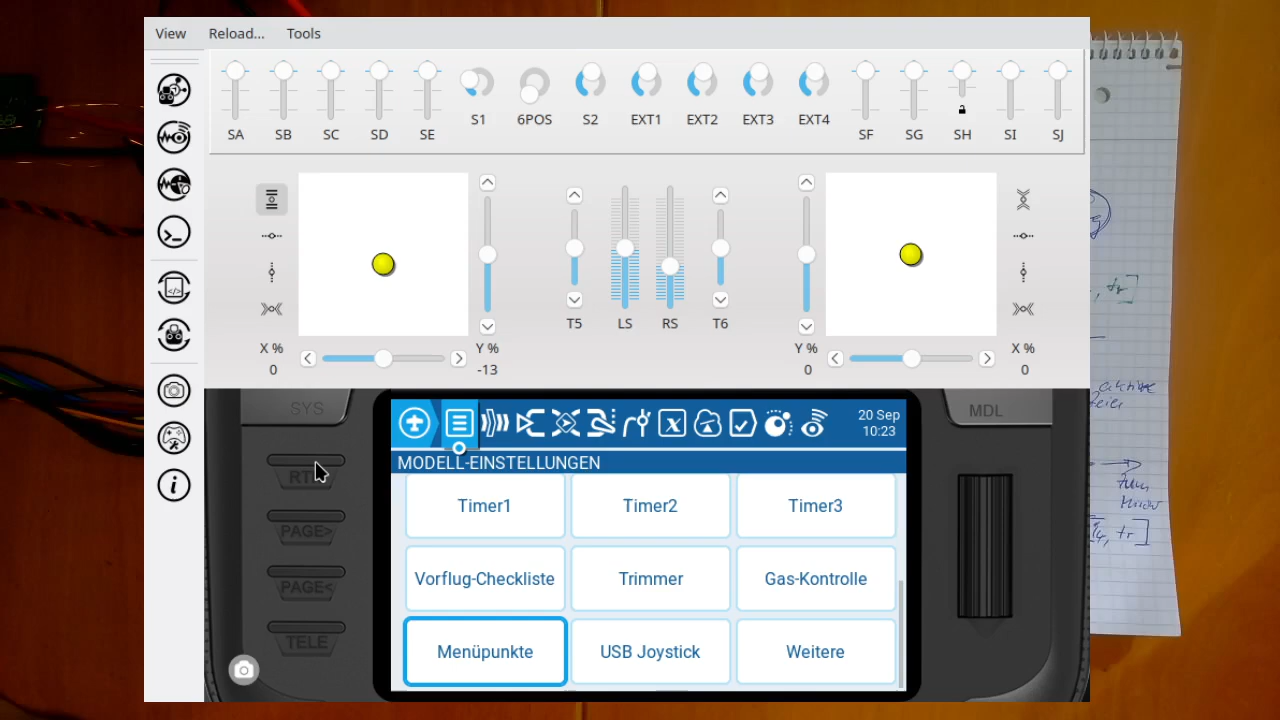 View Reload... Tools
SA SB SC SD SE S1 6POS S2 EXT1 EXT2 EXT3 EXT4 SF SG SH SI SJ
T5 LS RS T6
X % Y % Y % X %
0 -13 0 0
SYS MDL
20 Sep
10:23
MODELL-EINSTELLUNGEN
Timer1 Timer2 Timer3
PAGE>
Vorflug-Checkliste Trimmer Gas-Kontrolle
PAGE<
TELE
Menüpunkte USB Joystick Weitere